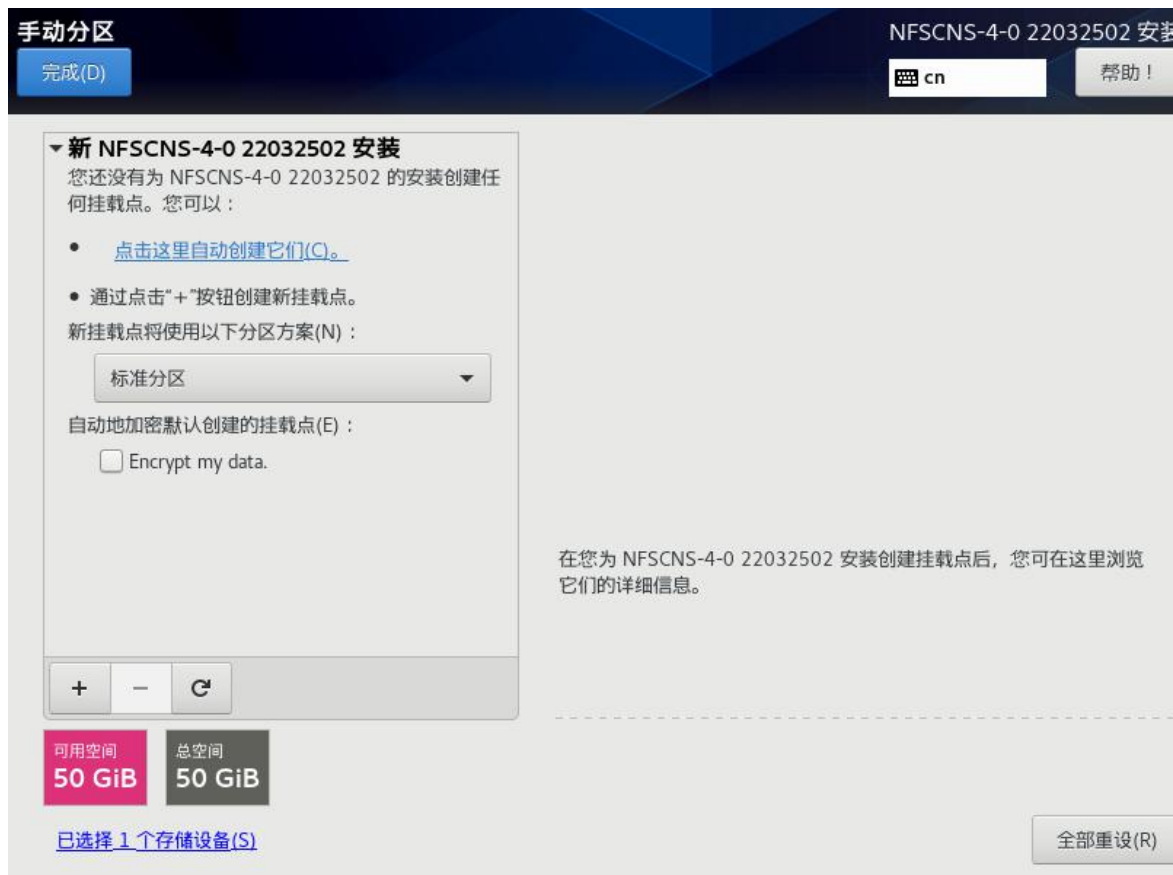 手动分区
NFSCNS-4-0 22032502 安装
完成(D)
cn
帮助！
新 NFSCNS-4-0 22032502 安装
您还没有为 NFSCNS-4-0 22032502 的安装创建任
何挂载点。您可以：
• 点击这里自动创建它们(C)。
• 通过点击“+”按钮创建新挂载点。
新挂载点将使用以下分区方案(N)：
标准分区
自动地加密默认创建的挂载点(E)：
Encrypt my data.
在您为 NFSCNS-4-0 22032502 安装创建挂载点后，您可在这里浏览
它们的详细信息。
+ −
可用空间
50 GiB
总空间
50 GiB
已选择 1 个存储设备(S)
全部重设(R)